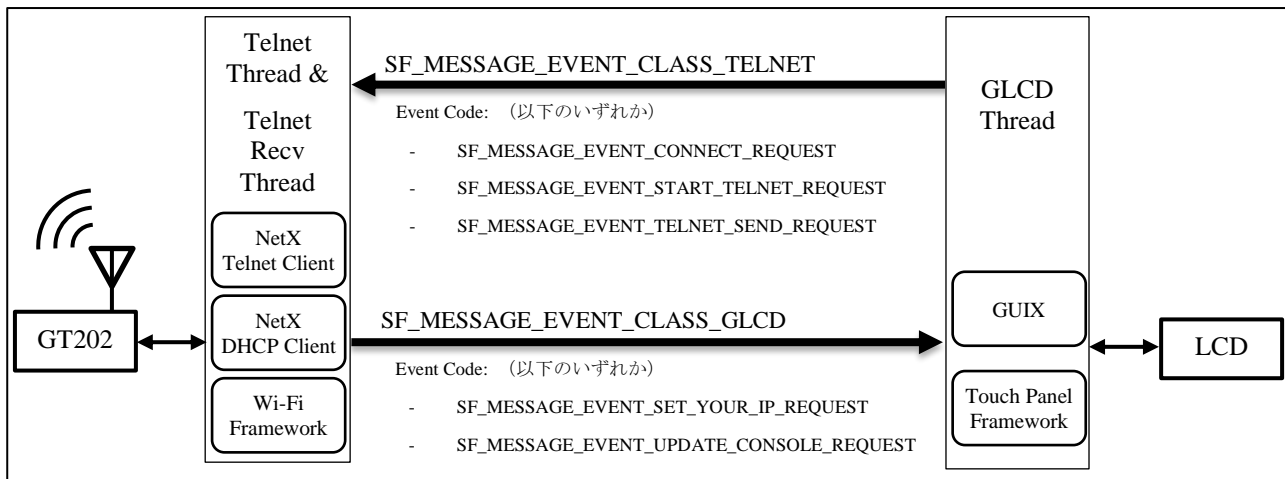 Telnet
Thread &
Telnet
Recv
Thread
NetX
Telnet Client
NetX
DHCP Client
Wi-Fi
Framework
GT202
SF_MESSAGE_EVENT_CLASS_TELNET
Event Code: （以下のいずれか）
- SF_MESSAGE_EVENT_CONNECT_REQUEST
- SF_MESSAGE_EVENT_START_TELNET_REQUEST
- SF_MESSAGE_EVENT_TELNET_SEND_REQUEST
SF_MESSAGE_EVENT_CLASS_GLCD
Event Code: （以下のいずれか）
- SF_MESSAGE_EVENT_SET_YOUR_IP_REQUEST
- SF_MESSAGE_EVENT_UPDATE_CONSOLE_REQUEST
GLCD
Thread
GUIX
Touch Panel
Framework
LCD